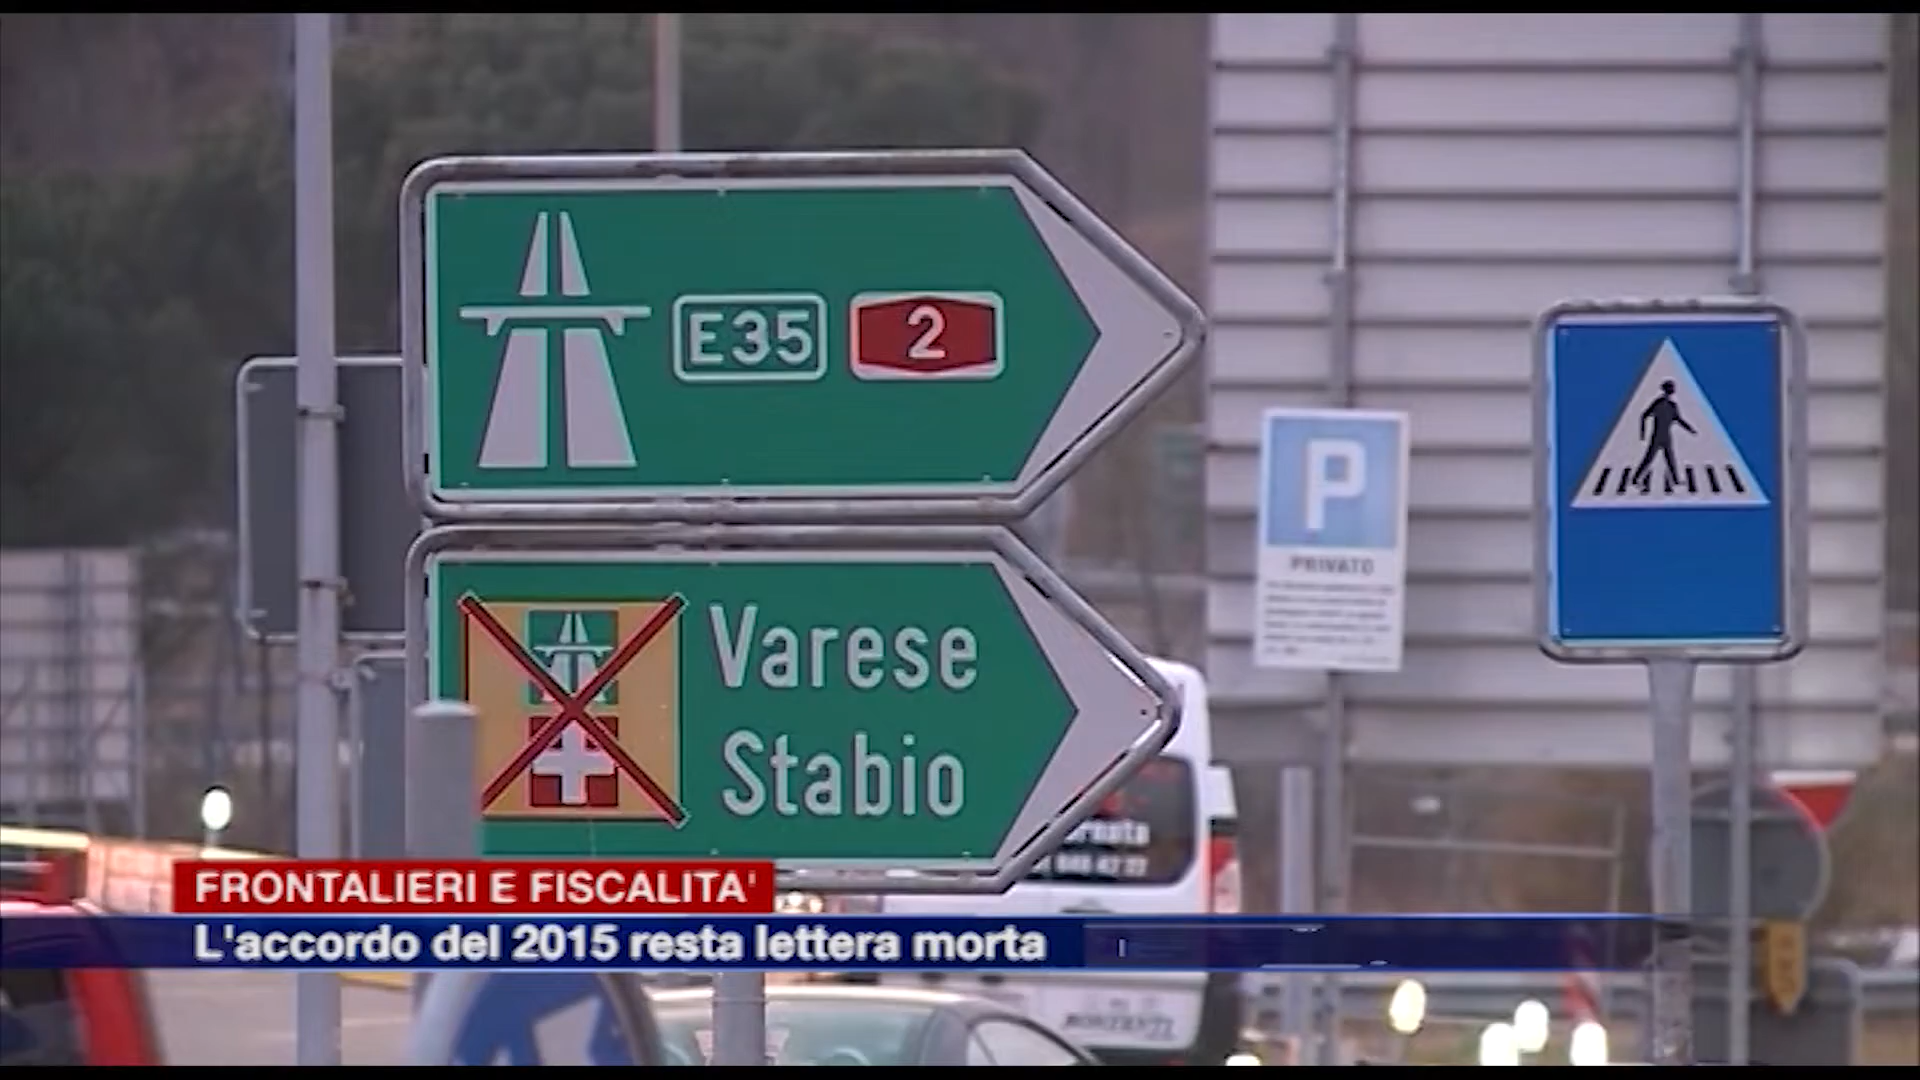 E35 2
Varese
Stabio
P
PRIVATO
FRONTALIERI E FISCALITA'
L'accordo del 2015 resta lettera morta